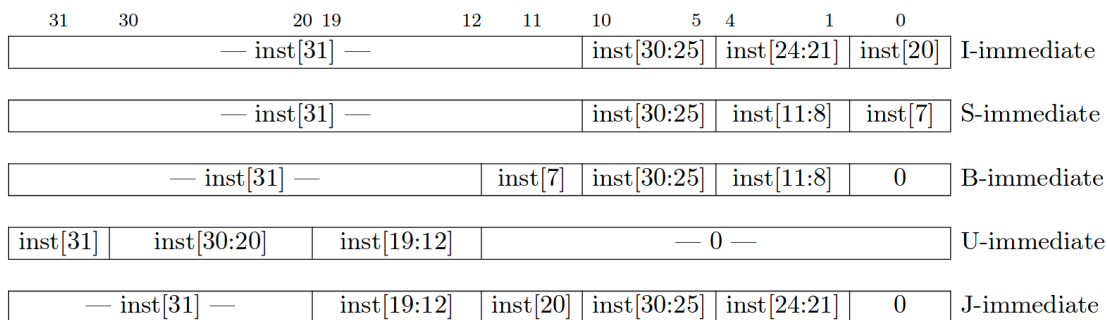 31 30 20 19 12 11 10 5 4 1 0
— inst[31] — inst[30:25] inst[24:21] inst[20] I-immediate
— inst[31] — inst[30:25] inst[11:8] inst[7] S-immediate
— inst[31] — inst[7] inst[30:25] inst[11:8] 0 B-immediate
inst[31] inst[30:20] inst[19:12] — 0 — U-immediate
— inst[31] — inst[19:12] inst[20] inst[30:25] inst[24:21] 0 J-immediate